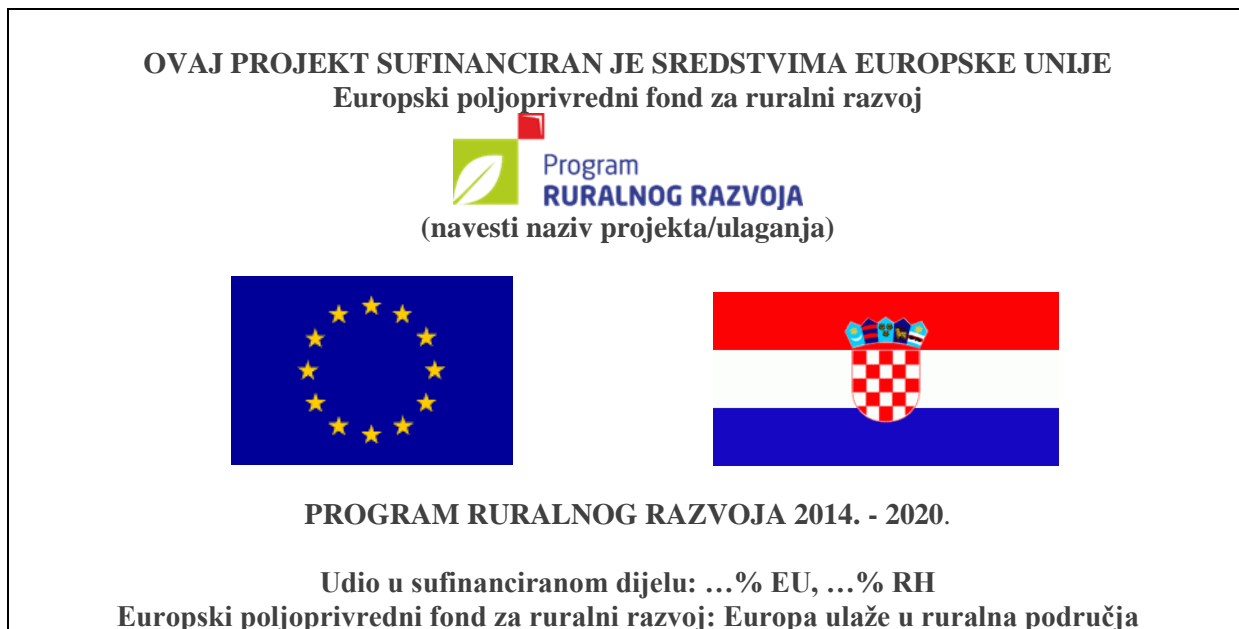 OVAJ PROJEKT SUFINANCIRAN JE SREDSTVIMA EUROPSKE UNIJE
Europski poljoprivredni fond za ruralni razvoj
Program
RURALNOG RAZVOJA
(navesti naziv projekta/ulaganja)
PROGRAM RURALNOG RAZVOJA 2014. - 2020.
Udio u sufinanciranom dijelu: …% EU, …% RH
Europski poljoprivredni fond za ruralni razvoj: Europa ulaže u ruralna područja